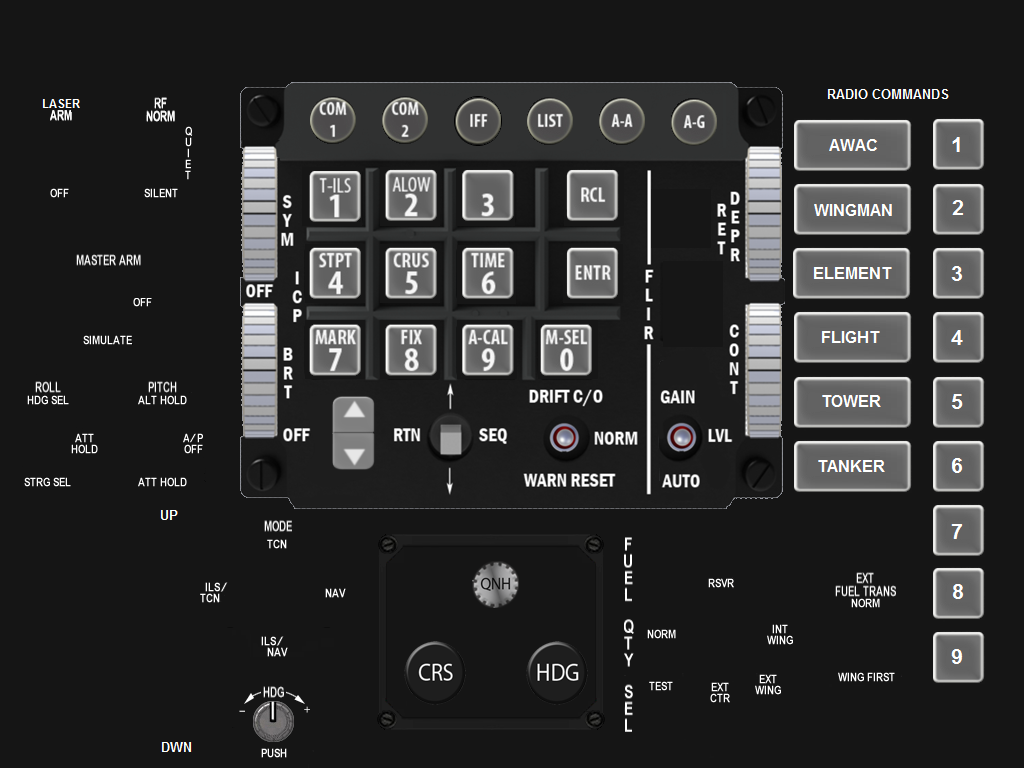 LASER
ARM
RF
NORM
QUIET
OFF
SILENT
MASTER ARM
OFF
SIMULATE
ROLL
HDG SEL
PITCH
ALT HOLD
ATT
HOLD
A/P
OFF
STRG SEL
ATT HOLD
UP
DWN
COM
1
COM
2
IFF
LIST
A-A
A-G
SYM
T-ILS
1
ALOW
2
3
RCL
RET
DEPR
OFF
ICP
STPT
4
CRUS
5
TIME
6
ENTR
FLIR
BRT
MARK
7
FIX
8
A-CAL
9
M-SEL
0
CONT
OFF
RTN
SEQ
DRIFT C/O
NORM
WARN RESET
GAIN
LVL
AUTO
RADIO COMMANDS
AWAC
1
WINGMAN
2
ELEMENT
3
FLIGHT
4
TOWER
5
TANKER
6
7
8
9
MODE
TCN
ILS/
TCN
NAV
ILS/
NAV
HDG
- +
PUSH
QNH
CRS
HDG
FUEL QTY SEL
RSVR
NORM
INT
WING
TEST
EXT
CTR
EXT
WING
EXT
FUEL TRANS
NORM
WING FIRST